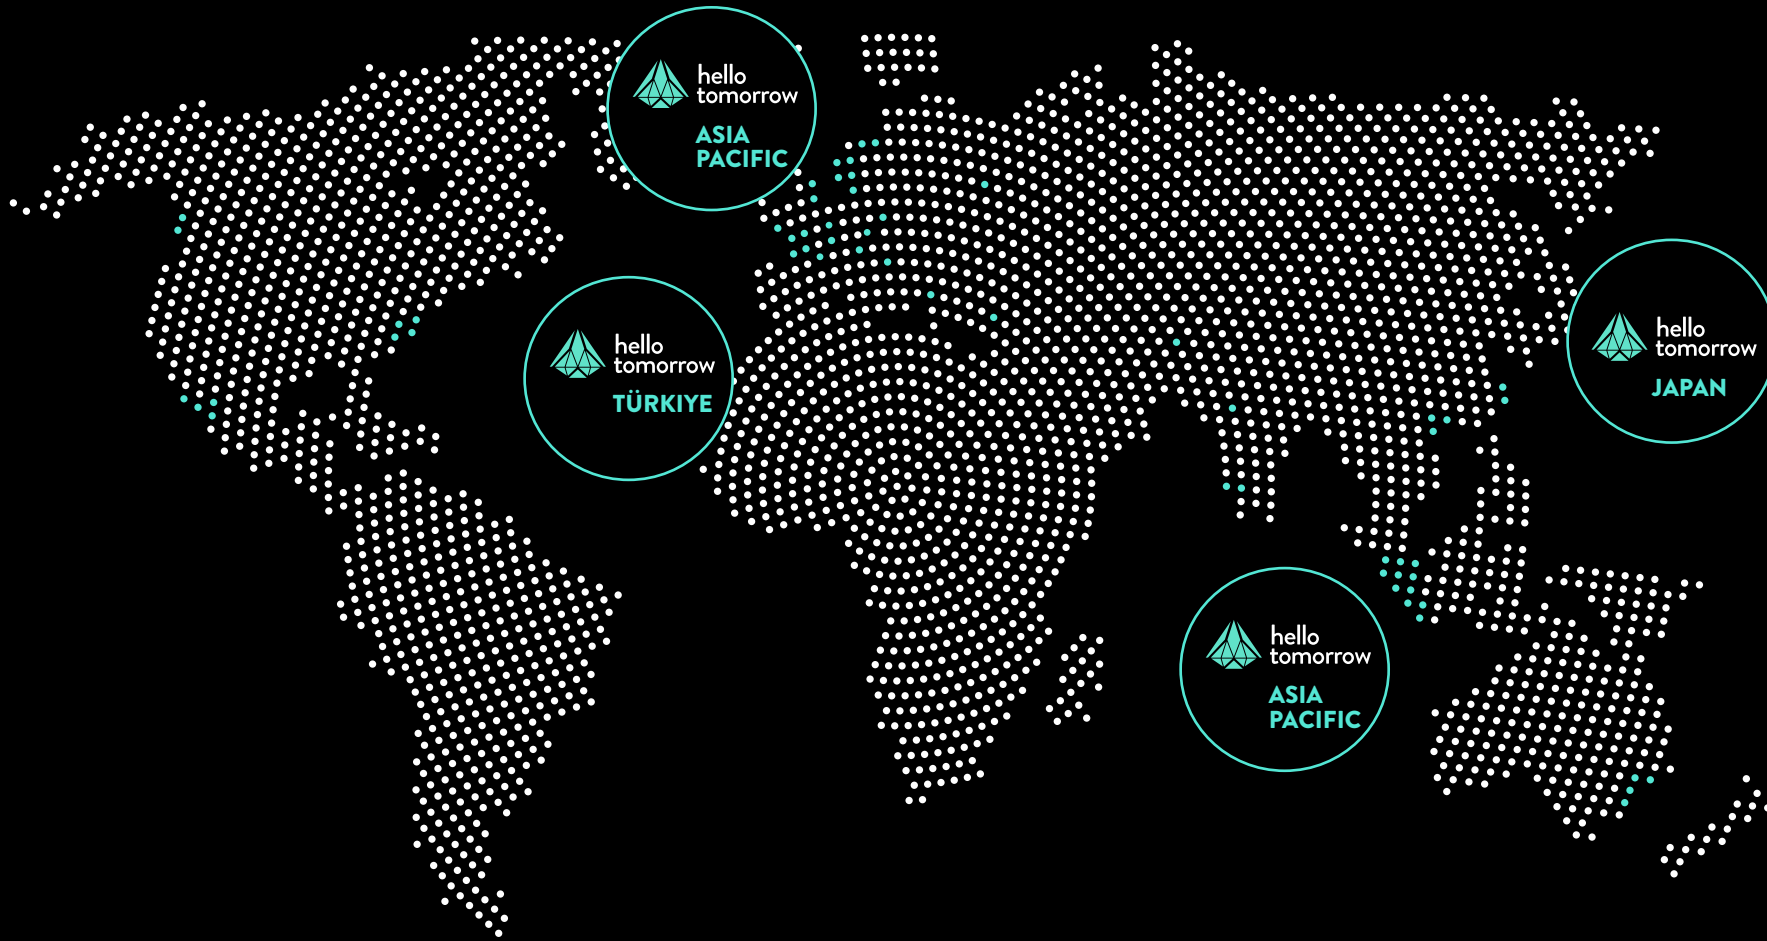 hello
tomorrow
ASIA
PACIFIC
hello
tomorrow
TÜRKIYE
hello
tomorrow
JAPAN
hello
tomorrow
ASIA
PACIFIC